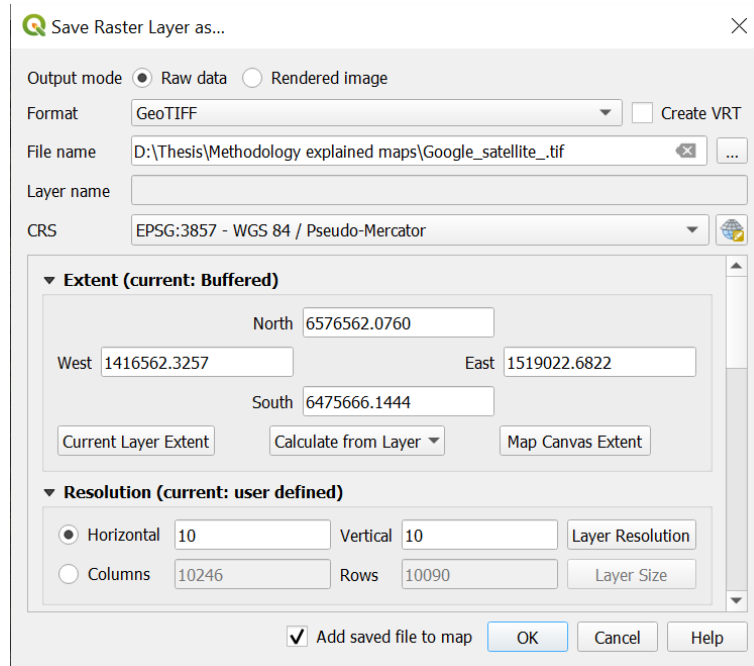 Save Raster Layer as...
Output mode Raw data Rendered image
Format GeoTIFF Create VRT
File name D:\Thesis\Methodology explained maps\Google_satellite_.tif ...
Layer name
CRS EPSG:3857 - WGS 84 / Pseudo-Mercator
Extent (current: Buffered)
North 6576562.0760
West 1416562.3257 East 1519022.6822
South 6475666.1444
Current Layer Extent Calculate from Layer Map Canvas Extent
Resolution (current: user defined)
Horizontal 10 Vertical 10 Layer Resolution
Columns 10246 Rows 10090 Layer Size
Add saved file to map OK Cancel Help